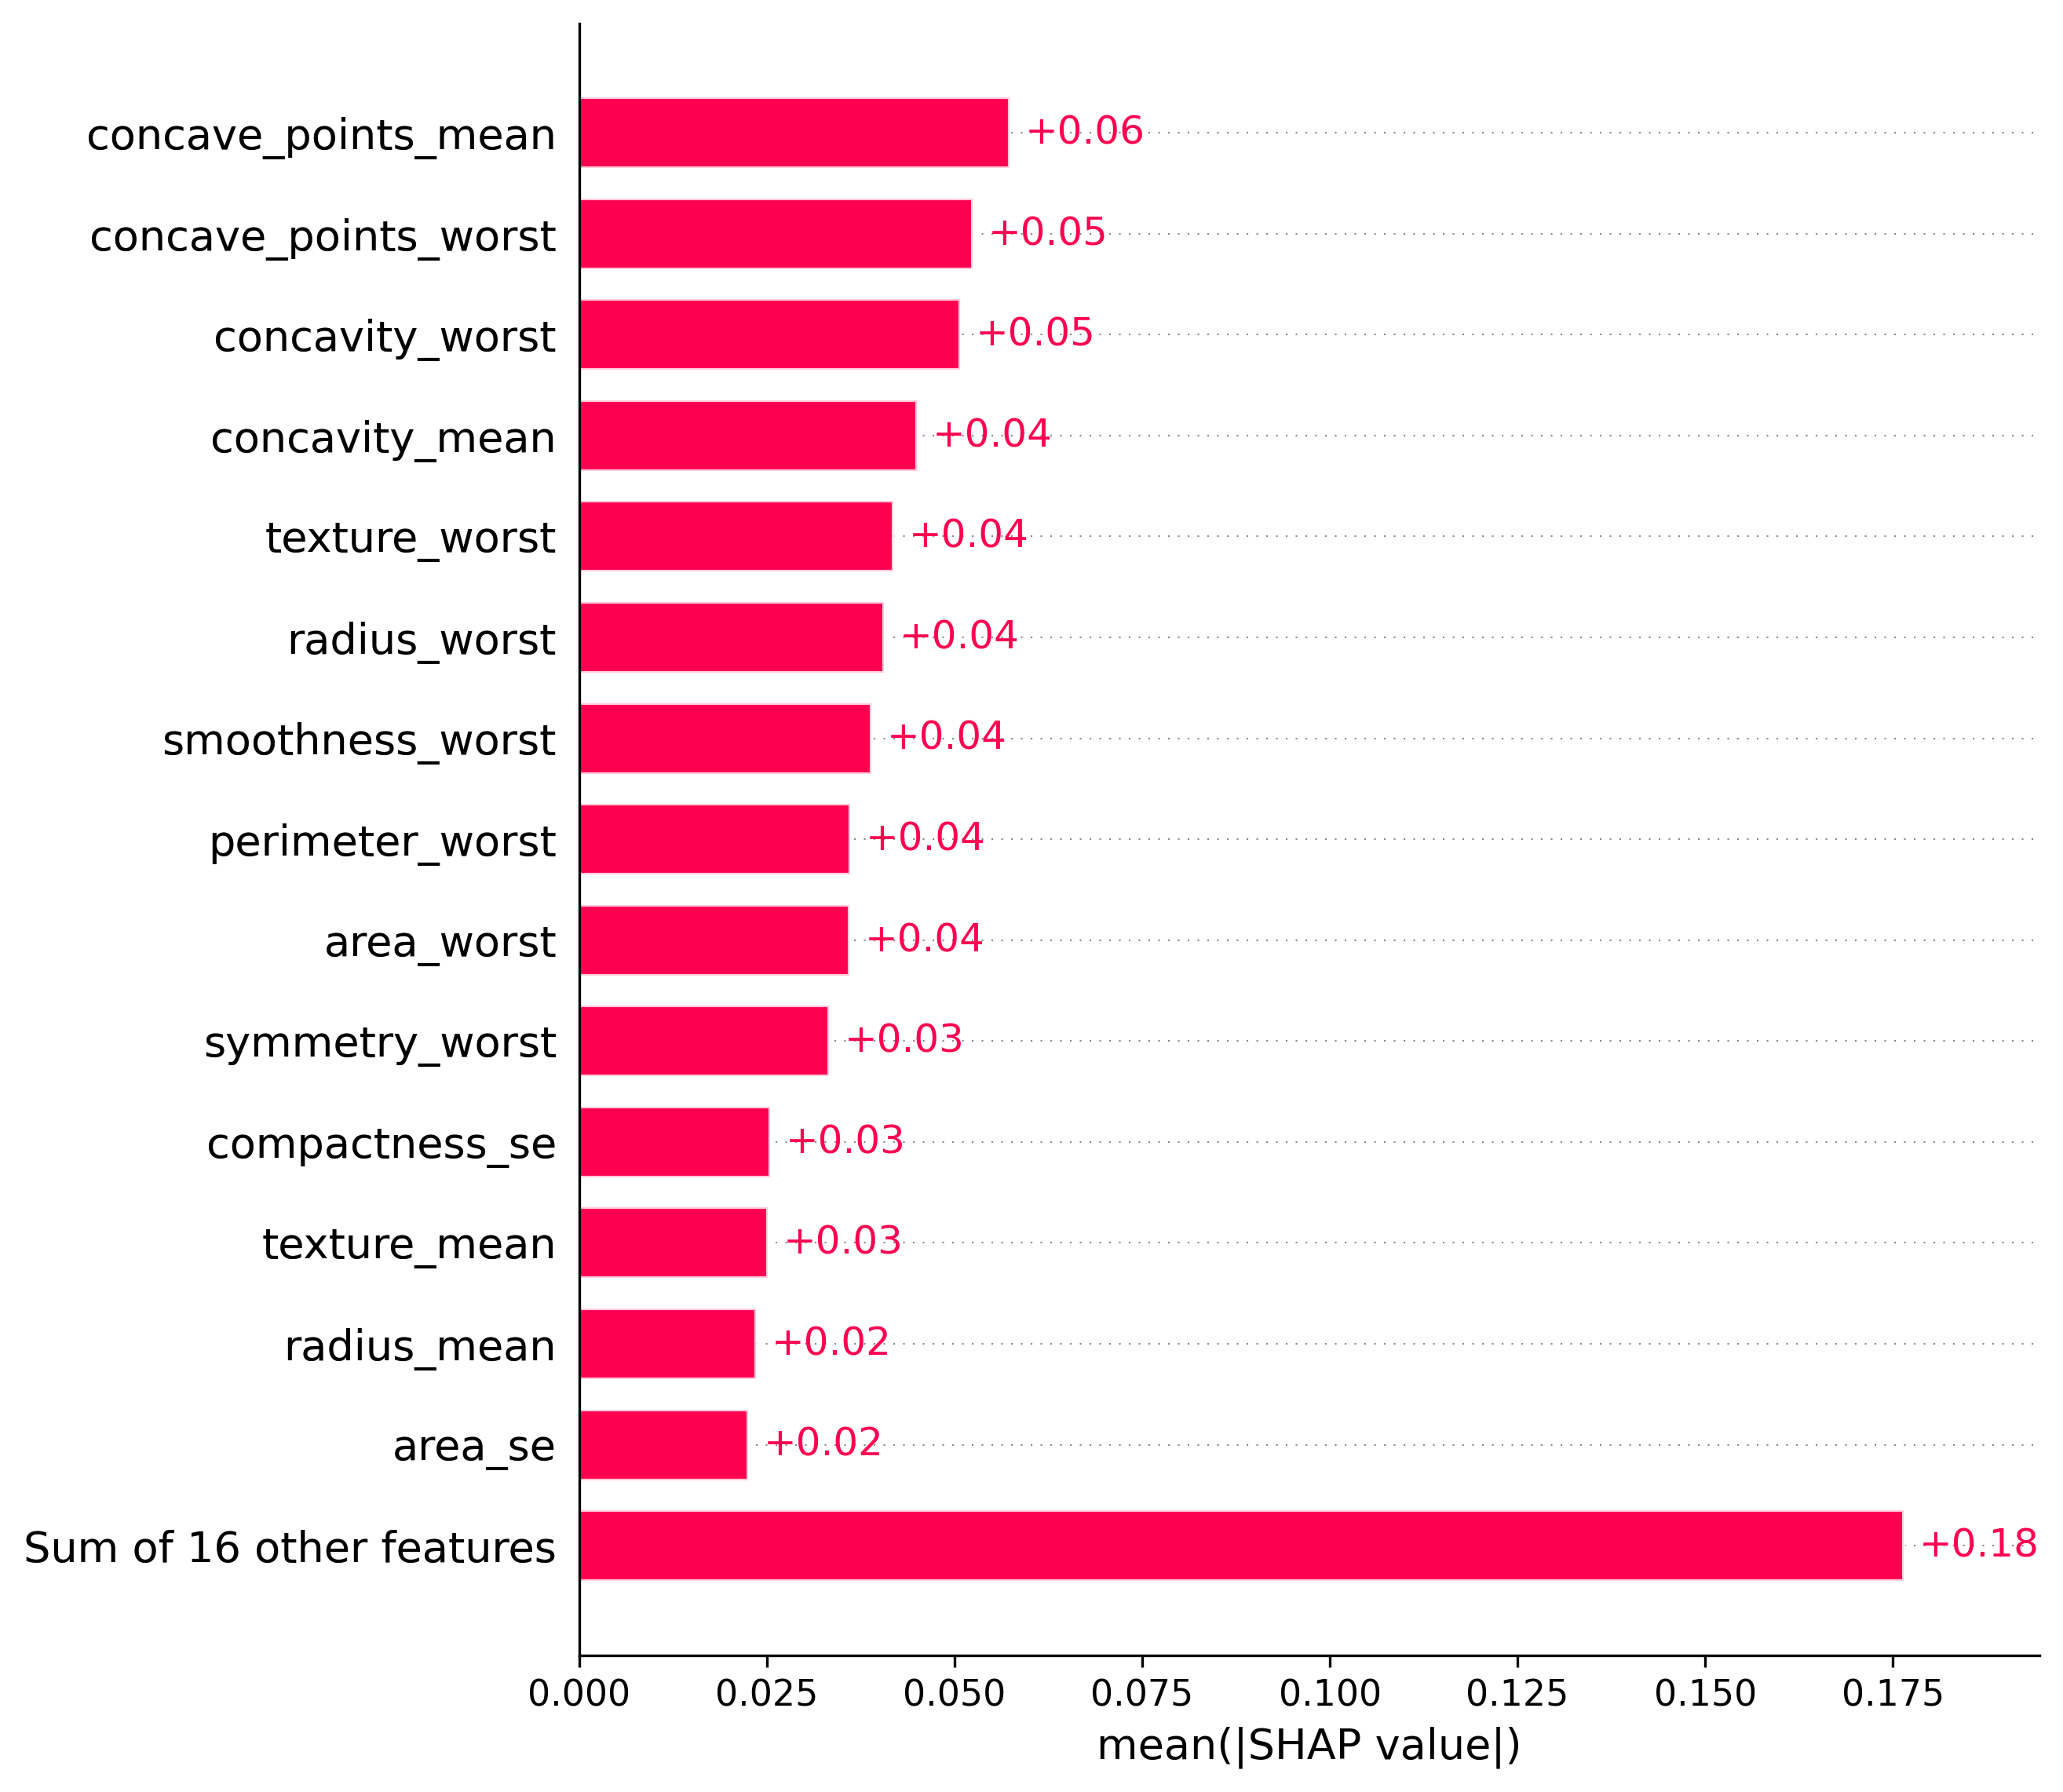 concave_points_mean +0.06
concave_points_worst +0.05
concavity_worst +0.05
concavity_mean +0.04
texture_worst +0.04
radius_worst +0.04
smoothness_worst +0.04
perimeter_worst +0.04
area_worst +0.04
symmetry_worst +0.03
compactness_se +0.03
texture_mean +0.03
radius_mean +0.02
area_se +0.02
Sum of 16 other features +0.18
0.000 0.025 0.050 0.075 0.100 0.125 0.150 0.175
mean(|SHAP value|)